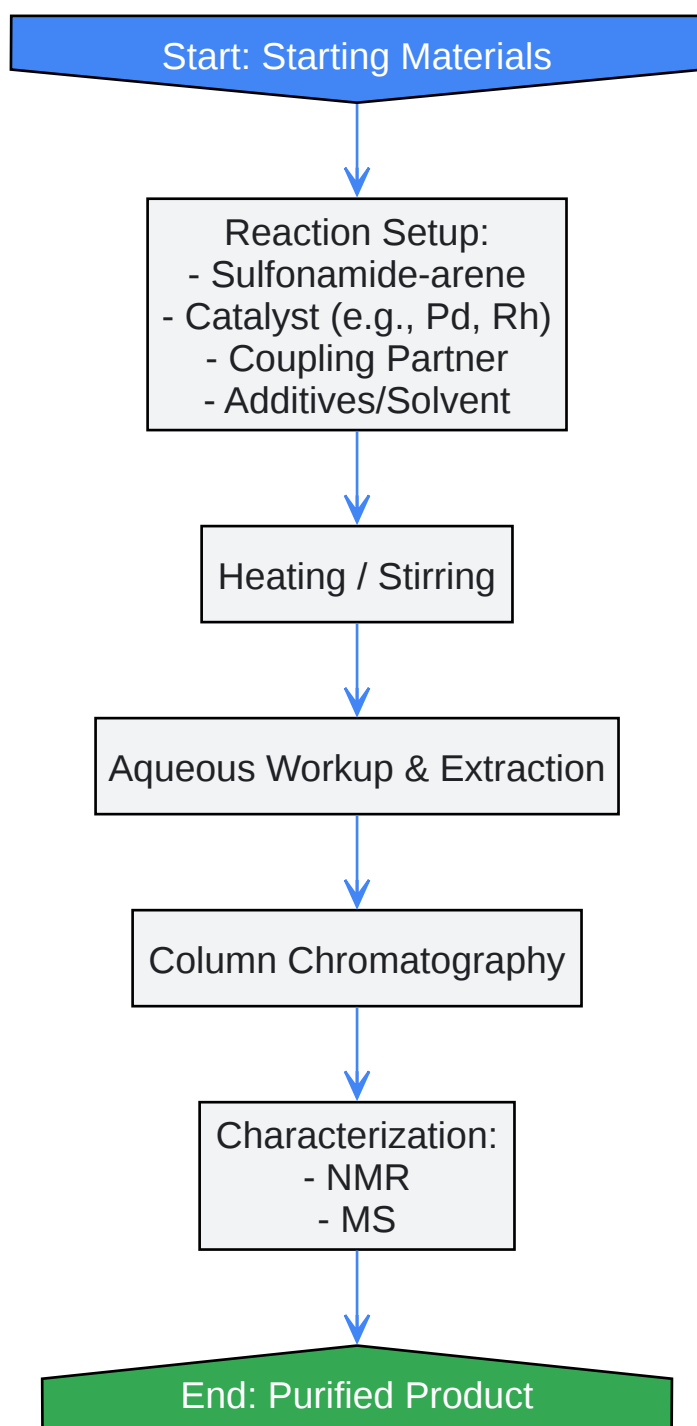 Start: Starting Materials
Reaction Setup:
- Sulfonamide-arene
- Catalyst (e.g., Pd, Rh)
- Coupling Partner
- Additives/Solvent
Heating / Stirring
Aqueous Workup & Extraction
Column Chromatography
Characterization:
- NMR
- MS
End: Purified Product